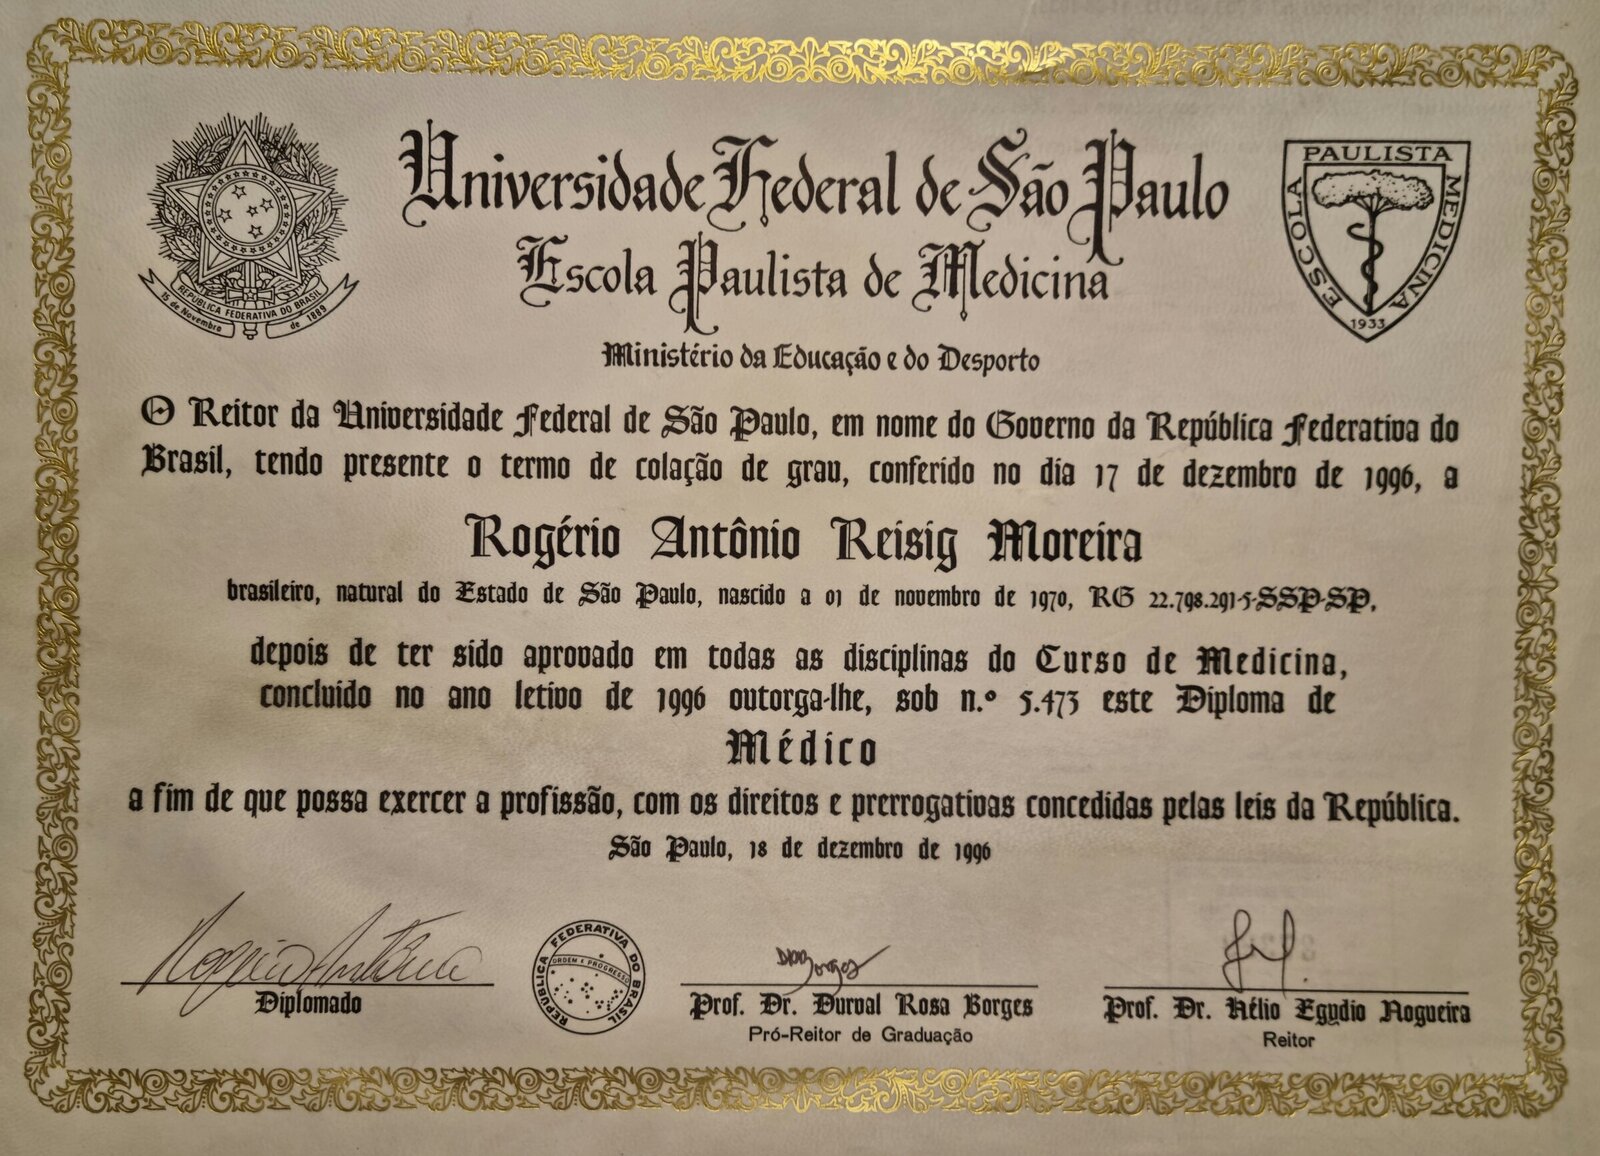 Universidade Federal de São Paulo
Escola Paulista de Medicina
Ministério da Educação e do Desporto
REPÚBLICA FEDERATIVA DO BRASIL
15 de Novembro de 1889
ESCOLA PAULISTA MEDICINA
1933
O Reitor da Universidade Federal de São Paulo, em nome do Governo da República Federativa do
Brasil, tendo presente o termo de colação de grau, conferido no dia 17 de dezembro de 1996, a
Rogério Antônio Reisig Moreira
brasileiro, natural do Estado de São Paulo, nascido a 01 de novembro de 1970, RG 22.798.291-5-SSP-SP,
depois de ter sido aprovado em todas as disciplinas do Curso de Medicina,
concluido no ano letivo de 1996 outorga-lhe, sob n.º 5.473 este Diploma de
Médico
a fim de que possa exercer a profissão, com os direitos e prerrogativas concedidas pelas leis da República.
São Paulo, 18 de dezembro de 1996
Diplomado
REPÚBLICA FEDERATIVA DO BRASIL
ORDEM E PROGRESSO
Prof. Dr. Durval Rosa Borges
Pró-Reitor de Graduação
Prof. Dr. Hélio Egydio Nogueira
Reitor